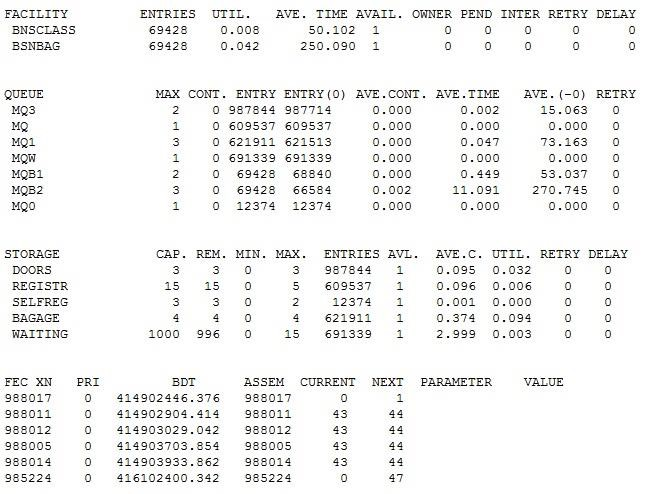 FACILITY ENTRIES UTIL. AVE. TIME AVAIL. OWNER PEND INTER RETRY DELAY
BNSCLASS 69428 0.008 50.102 1 0 0 0 0 0
BSNBAG 69428 0.042 250.090 1 0 0 0 0 0
QUEUE MAX CONT. ENTRY ENTRY(0) AVE.CONT. AVE.TIME AVE.(-0) RETRY
MQ3 2 0 987844 987714 0.000 0.002 15.063 0
MQ 1 0 609537 609537 0.000 0.000 0.000 0
MQ1 3 0 621911 621513 0.000 0.047 73.163 0
MQW 1 0 691339 691339 0.000 0.000 0.000 0
MQB1 2 0 69428 68840 0.000 0.449 53.037 0
MQB2 3 0 69428 66584 0.002 11.091 270.745 0
MQ0 1 0 12374 12374 0.000 0.000 0.000 0
STORAGE CAP. REM. MIN. MAX. ENTRIES AVL. AVE.C. UTIL. RETRY DELAY
DOORS 3 3 0 3 987844 1 0.095 0.032 0 0
REGISTR 15 15 0 5 609537 1 0.096 0.006 0 0
SELFREG 3 3 0 2 12374 1 0.001 0.000 0 0
BAGAGE 4 4 0 4 621911 1 0.374 0.094 0 0
WAITING 1000 996 0 15 691339 1 2.999 0.003 0 0
FEC XN PRI BDT ASSEM CURRENT NEXT PARAMETER VALUE
988017 0 414902446.376 988017 0 1
988011 0 414902904.414 988011 43 44
988012 0 414903029.042 988012 43 44
988005 0 414903703.854 988005 43 44
988014 0 414903933.862 988014 43 44
985224 0 416102400.342 985224 0 47